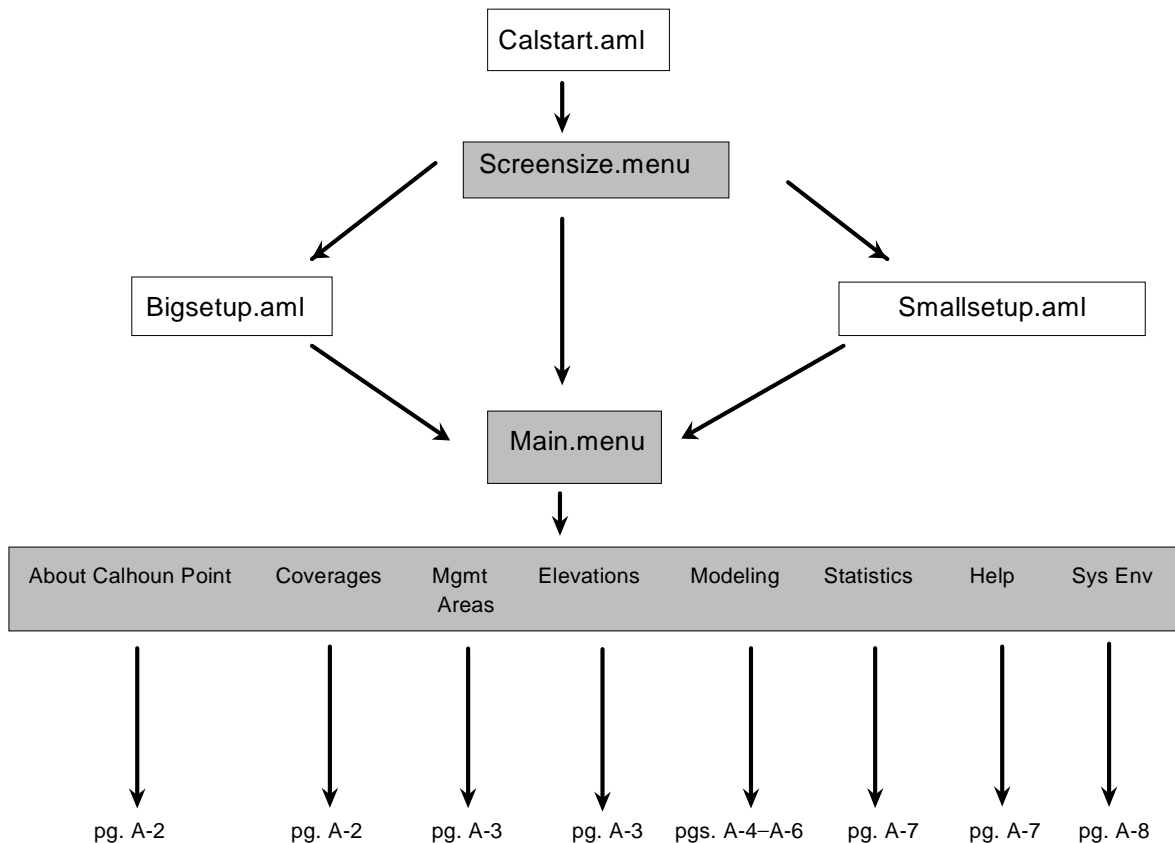 Calstart.aml
Screensize.menu
Bigsetup.aml
Smallsetup.aml
Main.menu
About Calhoun Point
Coverages
Mgmt
Areas
Elevations
Modeling
Statistics
Help
Sys Env
pg. A-2
pg. A-2
pg. A-3
pg. A-3
pgs. A-4–A-6
pg. A-7
pg. A-7
pg. A-8